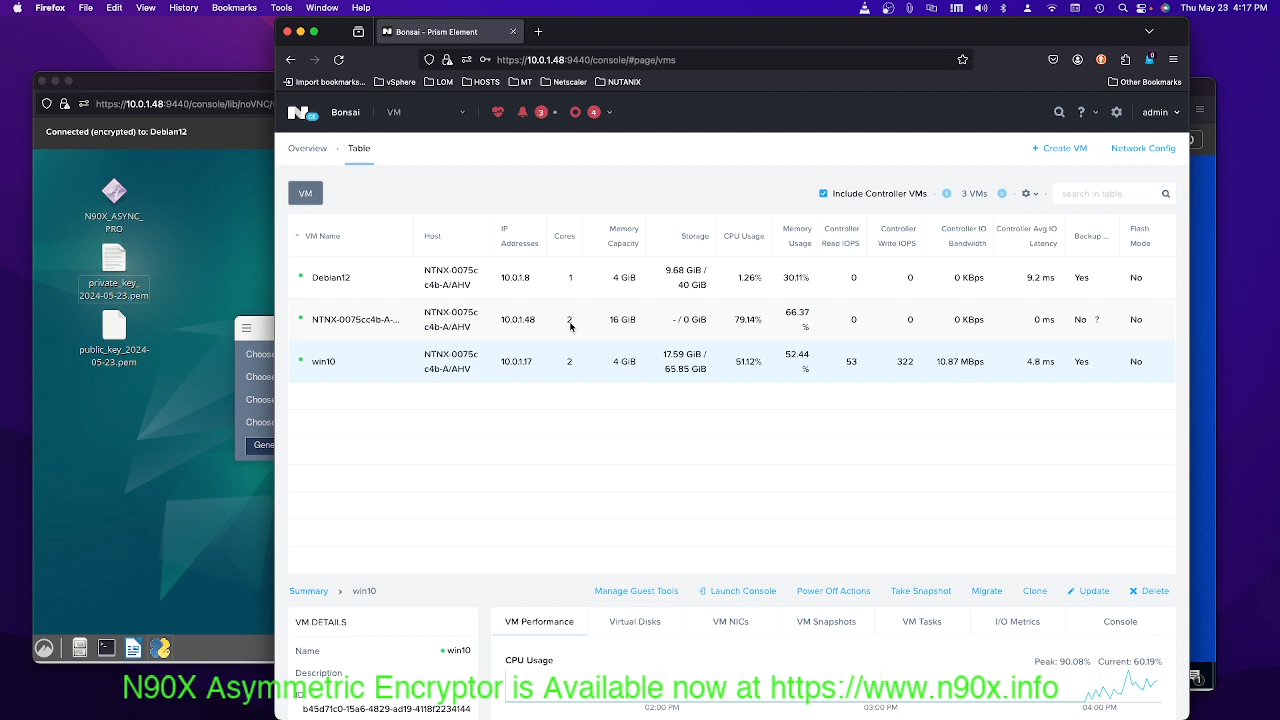 Firefox File Edit View History Bookmarks Tools Window Help
Thu May 23 4:17 PM
Bonsai - Prism Element
https://10.0.1.48:9440/console/#page/vms
Import bookmarks... vSphere LOM HOSTS MT Netscaler NUTANIX
Other Bookmarks
https://10.0.1.48:9440/console/lib/noVNC/
Connected (encrypted) to: Debian12
N90X_ASYNC_
PRO
private_key_
2024-05-23.pem
public_key_2024-
05-23.pem
Choos
Choose
Choos
Choos
Gene
N CE Bonsai VM 3 4
admin
Overview Table
+ Create VM Network Config
VM
Include Controller VMs 3 VMs search in table
VM Name Host IP Addresses Cores Memory Capacity Storage CPU Usage Memory Usage Controller Read IOPS Controller Write IOPS Controller IO Bandwidth Controller Avg IO Latency Backup ... Flash Mode
Debian12 NTNX-0075c c4b-A/AHV 10.0.1.8 1 4 GiB 9.68 GiB / 40 GiB 1.26% 30.11% 0 0 0 KBps 9.2 ms Yes No
NTNX-0075cc4b-A-... NTNX-0075c c4b-A/AHV 10.0.1.48 2 16 GiB - / 0 GiB 79.14% 66.37 % 0 0 0 KBps 0 ms No ? No
win10 NTNX-0075c c4b-A/AHV 10.0.1.17 2 4 GiB 17.59 GiB / 65.85 GiB 51.12% 52.44 % 53 322 10.87 MBps 4.8 ms Yes No
Summary > win10
Manage Guest Tools Launch Console Power Off Actions Take Snapshot Migrate Clone Update Delete
VM DETAILS
VM Performance Virtual Disks VM NICs VM Snapshots VM Tasks I/O Metrics Console
Name win10
Description
ID
b45d71c0-15a6-4829-ad19-4118f2234144
CPU Usage
Peak: 90.08% Current: 60.19%
02:00 PM 03:00 PM 04:00 PM
N90X Asymmetric Encryptor is Available now at https://www.n90x.info